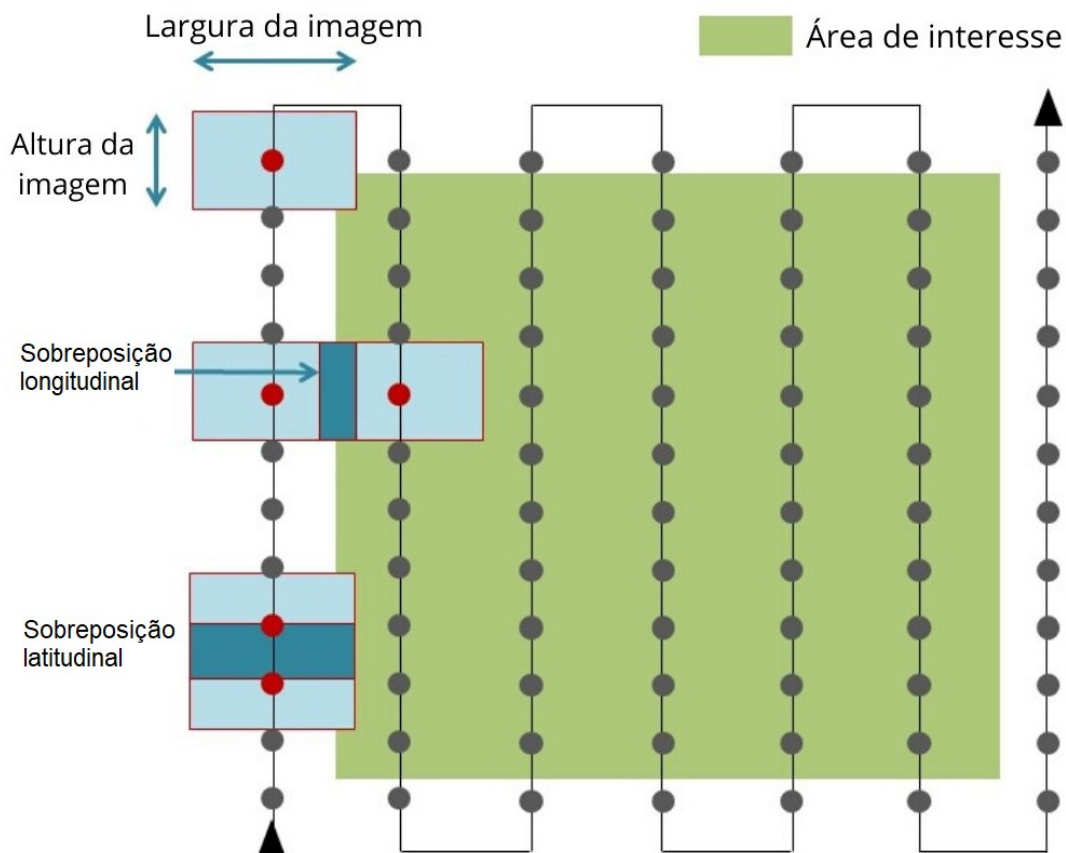 Largura da imagem
Área de interesse
Altura da
imagem
Sobreposição
longitudinal
Sobreposição
latitudinal